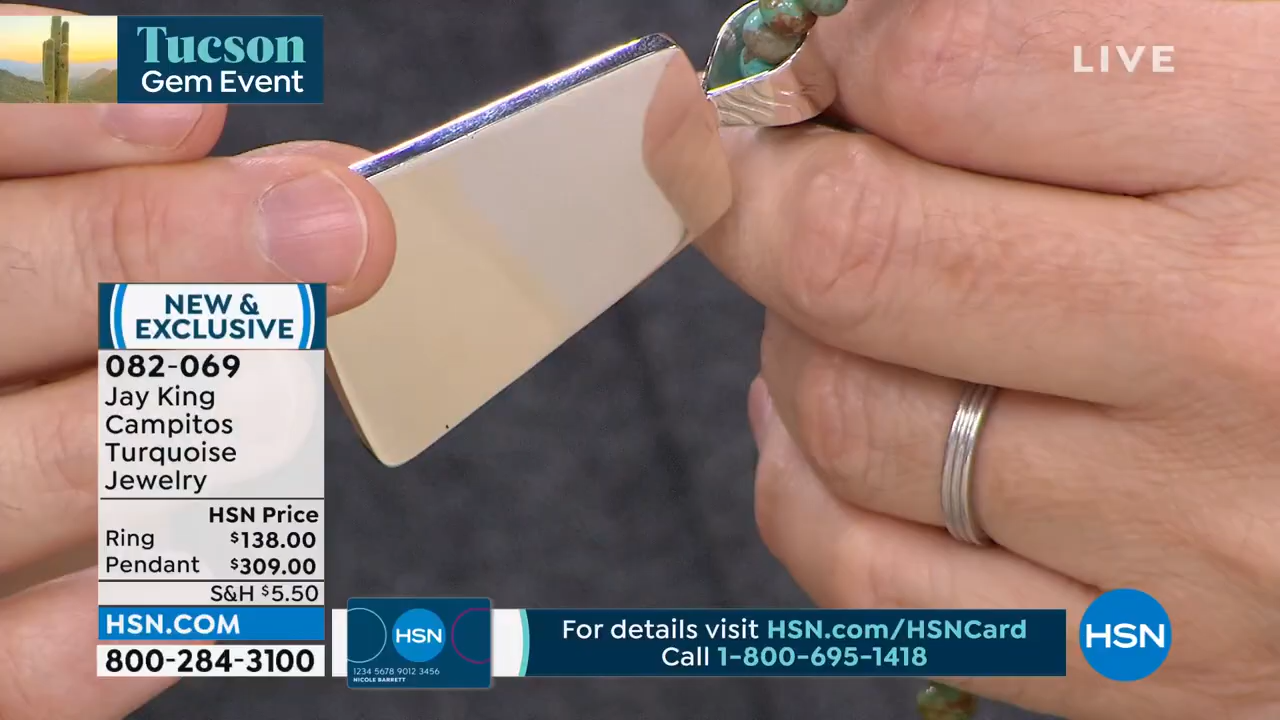 Tucson
Gem Event
LIVE
NEW &
EXCLUSIVE
082-069
Jay King
Campitos
Turquoise
Jewelry
HSN Price
Ring $138.00
Pendant $309.00
S&H $5.50
HSN.COM
800-284-3100
HSN
1234 5678 9012 3456
NICOLE BARRETT
For details visit HSN.com/HSNCard
Call 1-800-695-1418
HSN